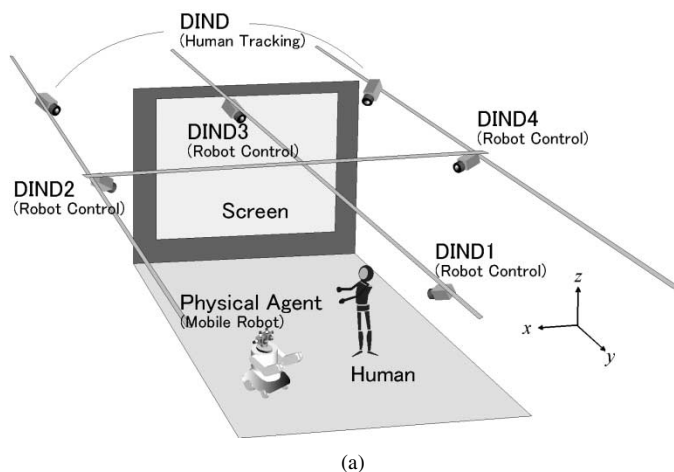 DIND
(Human Tracking)
DIND3
(Robot Control)
DIND4
(Robot Control)
DIND2
(Robot Control)
Screen
DIND1
(Robot Control)
Physical Agent
(Mobile Robot)
Human
z
x
y
(a)